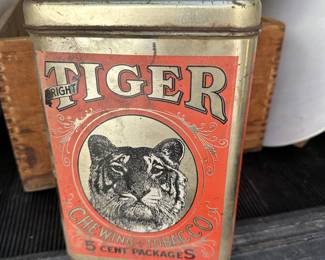 BRIGHT
TIGER
CHEWING TOBACCO
5 CENT PACKAGES